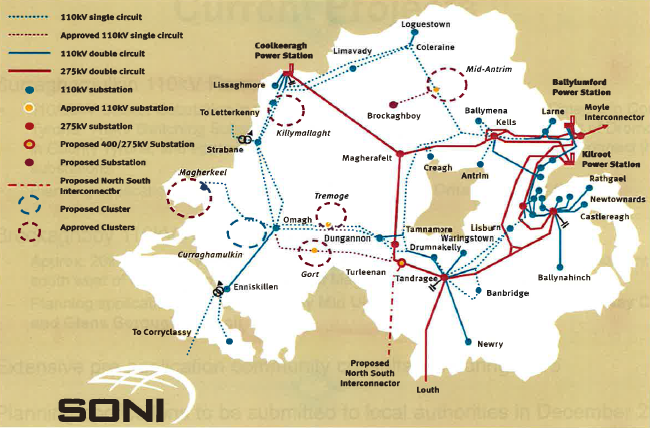 110kV single circuit
Approved 110kV single circuit
110kV double circuit
275kV double circuit
110kV substation
Approved 110kV substation
275kV substation
Proposed 400/275kV Substation
Proposed Substation
Proposed North South
Interconnector
Proposed Cluster
Approved Clusters
Loguestown
Coolkeeragh
Power Station
Limavady
Coleraine
Lissaghmore
Mid-Antrim
Ballylumford
Power Station
To Letterkenny
Killymallaght
Brockaghboy
Ballymena
Kells
Larne
Moyle
Interconnector
Strabane
Magherafelt
Creagh
Antrim
Kilroot
Power Station
Magherkeel
Tremoge
Rathgael
Newtownards
Castlereagh
Omagh
Dungannon
Tamnamore
Drumnakelly
Waringstown
Lisburn
Curraghamulkin
Gort
Turleenan
Tandragee
Ballynahinch
Enniskillen
Banbridge
To Corryclassy
Proposed
North South
Interconnector
Newry
Louth
SONI